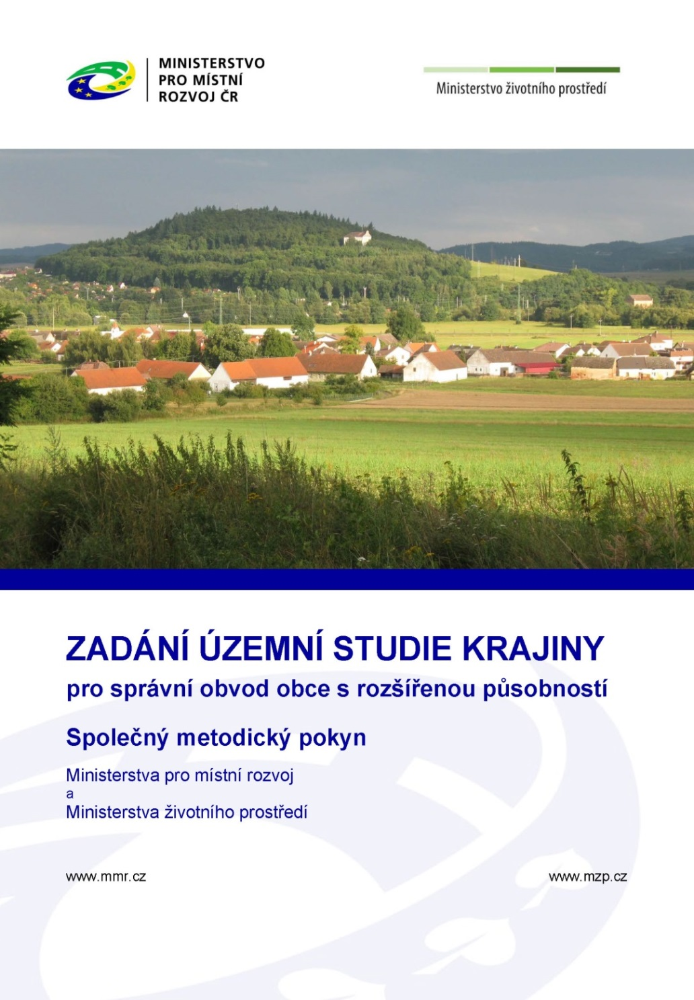 MINISTERSTVO
PRO MÍSTNÍ
ROZVOJ ČR
Ministerstvo životního prostředí
ZADÁNÍ ÚZEMNÍ STUDIE KRAJINY
pro správní obvod obce s rozšířenou působností
Společný metodický pokyn
Ministerstva pro místní rozvoj
a
Ministerstva životního prostředí
www.mmr.cz
www.mzp.cz